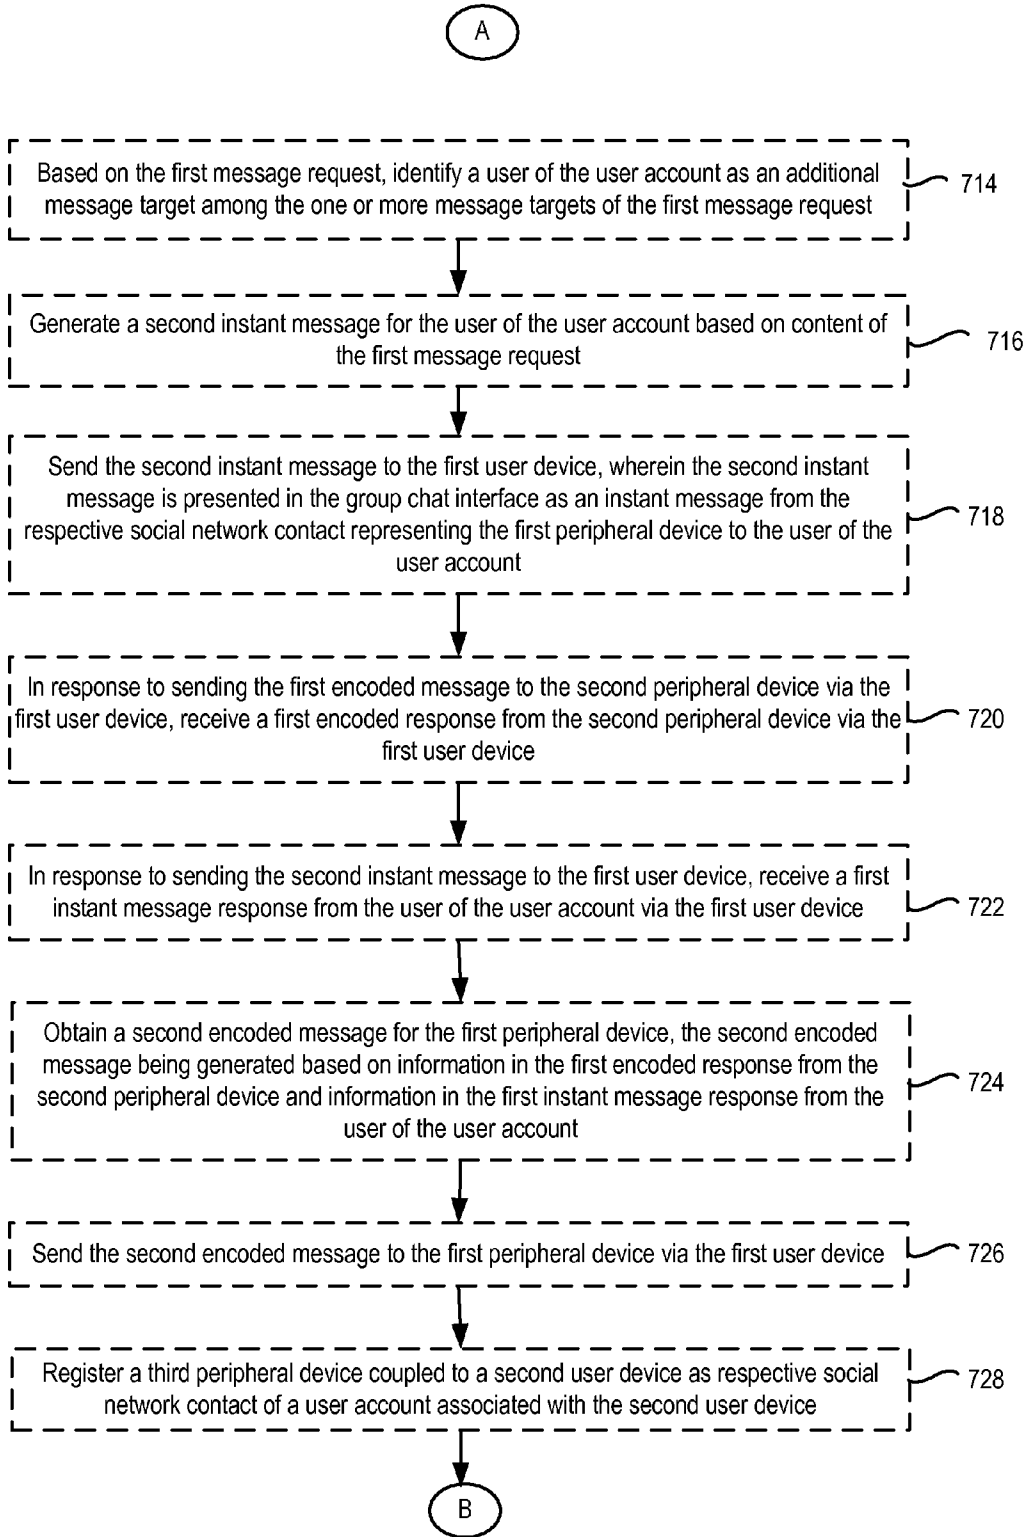 A
Based on the first message request, identify a user of the user account as an additional
message target among the one or more message targets of the first message request
714
Generate a second instant message for the user of the user account based on content of
the first message request
716
Send the second instant message to the first user device, wherein the second instant
message is presented in the group chat interface as an instant message from the
respective social network contact representing the first peripheral device to the user of the
user account
718
In response to sending the first encoded message to the second peripheral device via the
first user device, receive a first encoded response from the second peripheral device via the
first user device
720
In response to sending the second instant message to the first user device, receive a first
instant message response from the user of the user account via the first user device
722
Obtain a second encoded message for the first peripheral device, the second encoded
message being generated based on information in the first encoded response from the
second peripheral device and information in the first instant message response from the
user of the user account
724
Send the second encoded message to the first peripheral device via the first user device
726
Register a third peripheral device coupled to a second user device as respective social
network contact of a user account associated with the second user device
728
B